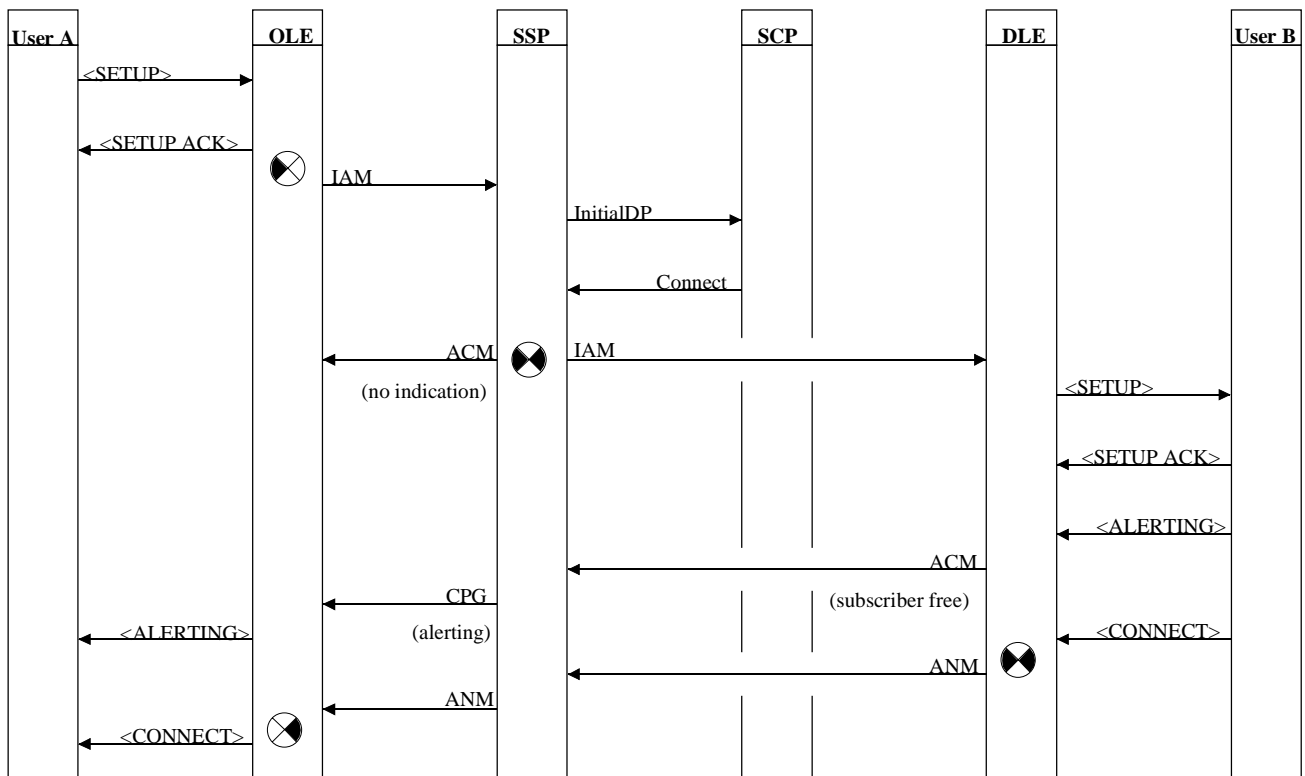 User A OLE SSP SCP DLE User B
<SETUP>
<SETUP ACK>
IAM
InitialDP
Connect
ACM IAM
(no indication)
<SETUP>
<SETUP ACK>
<ALERTING>
ACM
CPG
(subscriber free)
<ALERTING> (alerting) <CONNECT>
ANM
ANM
<CONNECT>